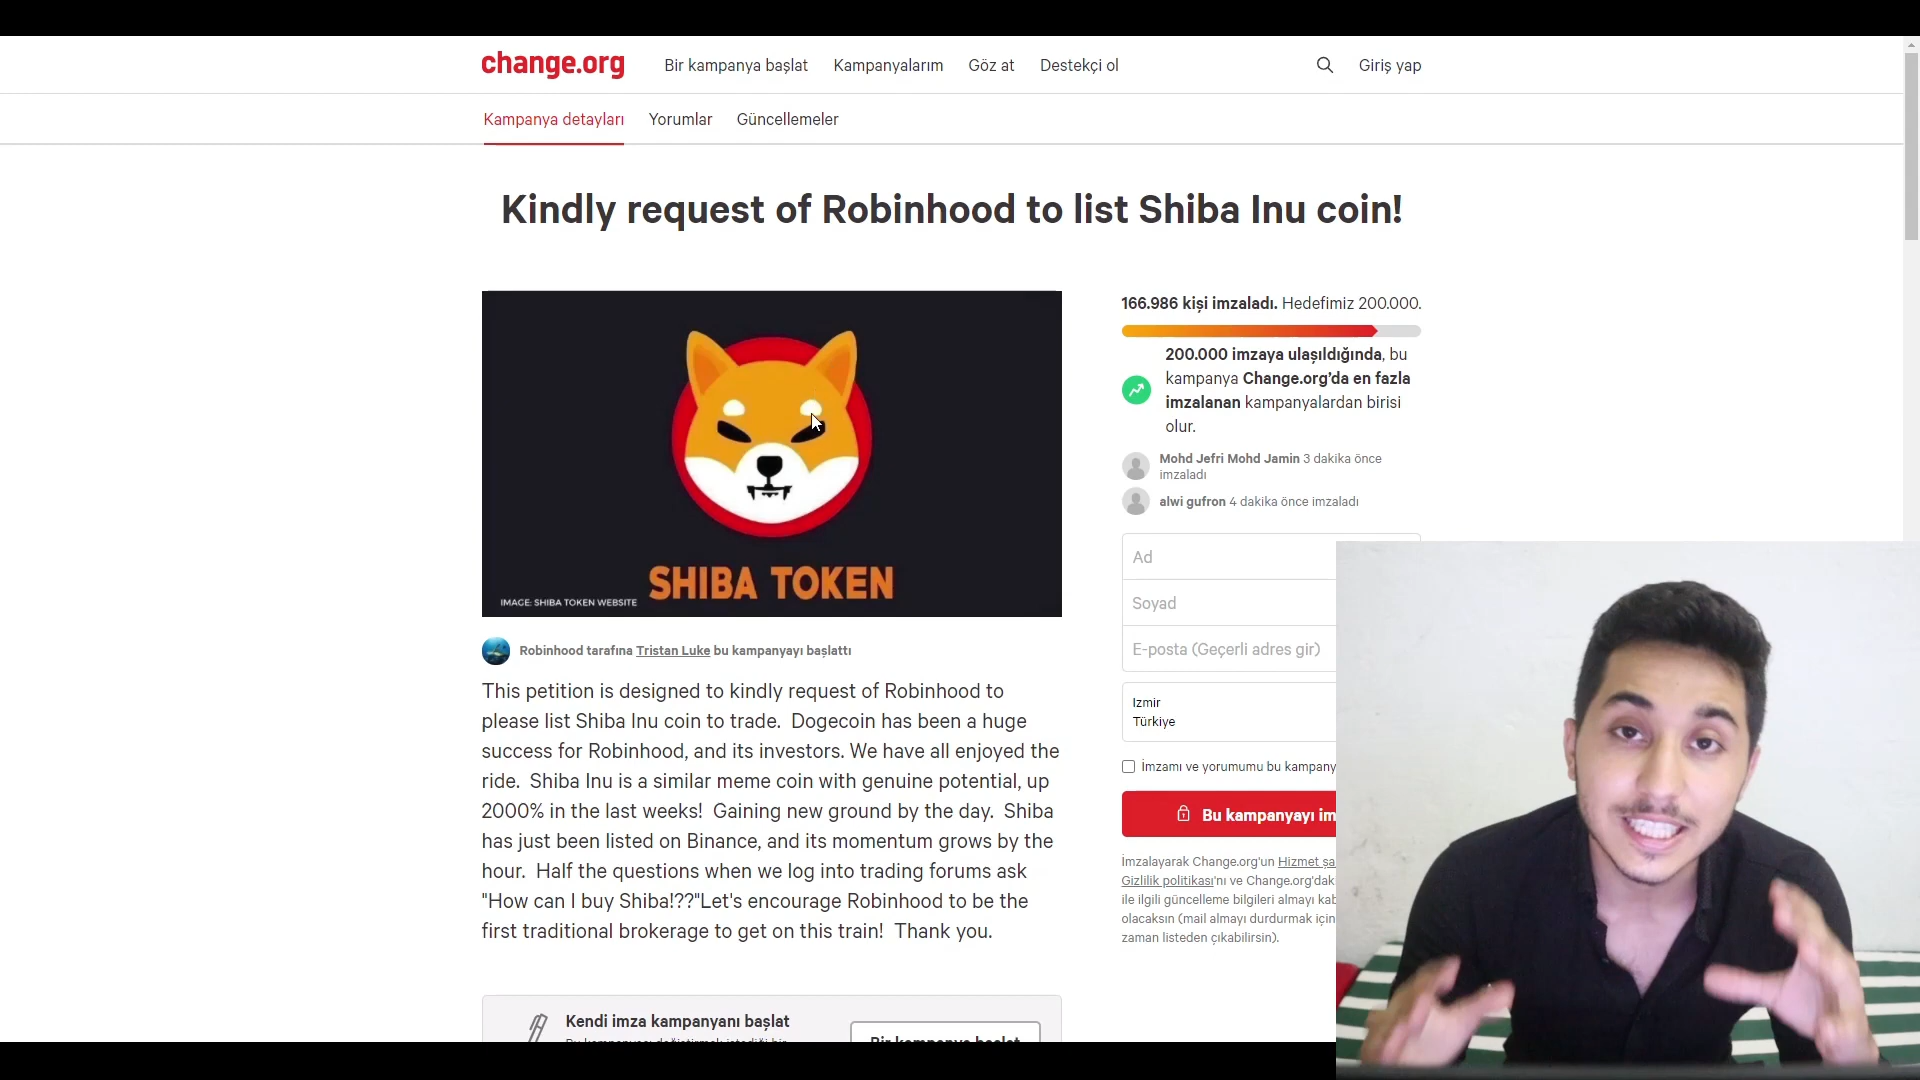 change.org
Bir kampanya başlat
Kampanyalarım
Göz at
Destekçi ol
Giriş yap
Kampanya detayları
Yorumlar
Güncellemeler
Kindly request of Robinhood to list Shiba Inu coin!
SHIBA TOKEN
IMAGE: SHIBA TOKEN WEBSITE
Robinhood tarafına Tristan Luke bu kampanyayı başlattı
This petition is designed to kindly request of Robinhood to
please list Shiba Inu coin to trade.  Dogecoin has been a huge
success for Robinhood, and its investors. We have all enjoyed the
ride.  Shiba Inu is a similar meme coin with genuine potential, up
2000% in the last weeks!  Gaining new ground by the day.  Shiba
has just been listed on Binance, and its momentum grows by the
hour.  Half the questions when we log into trading forums ask
"How can I buy Shiba!??"Let's encourage Robinhood to be the
first traditional brokerage to get on this train!  Thank you.
Kendi imza kampanyanı başlat
Bir kampanya başlat
166.986 kişi imzaladı. Hedefimiz 200.000.
200.000 imzaya ulaşıldığında, bu
kampanya Change.org’da en fazla
imzalanan kampanyalardan birisi
olur.
Mohd Jefri Mohd Jamin 3 dakika önce
imzaladı
alwi gufron 4 dakika önce imzaladı
Ad
Soyad
E-posta (Geçerli adres gir)
Izmir
Türkiye
İmzamı ve yorumumu bu kampany
Bu kampanyayı im
İmzalayarak Change.org'un Hizmet şa
Gizlilik politikası'nı ve Change.org'dak
ile ilgili güncelleme bilgileri almayı kab
olacaksın (mail almayı durdurmak için
zaman listeden çıkabilirsin).